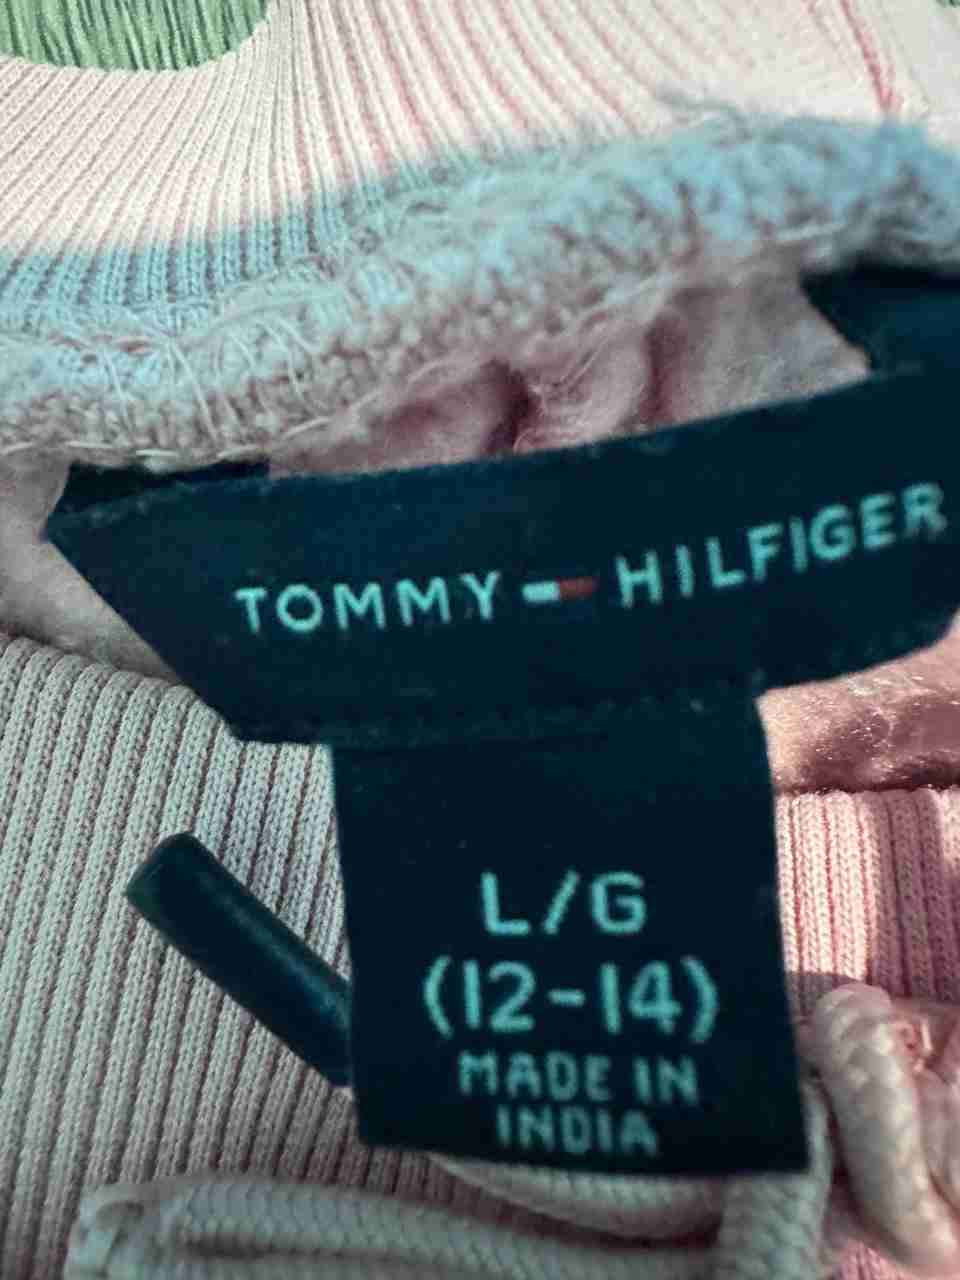 TOMMY HILFIGER
L/G
(12-14)
MADE IN
INDIA